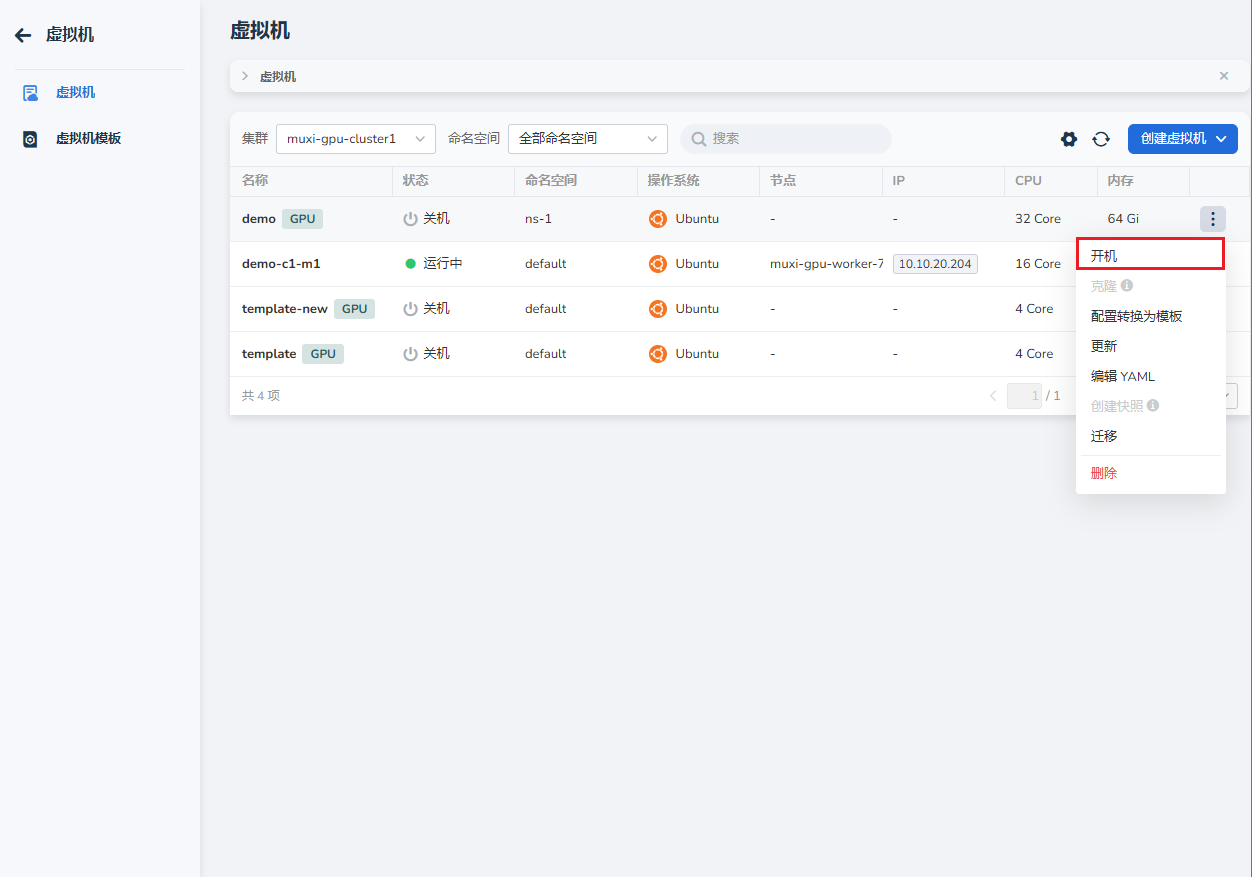 虚拟机
虚拟机
虚拟机模板
虚拟机
虚拟机
集群 muxi-gpu-cluster1 命名空间 全部命名空间 搜索 创建虚拟机
名称 状态 命名空间 操作系统 节点 IP CPU 内存
demo GPU 关机 ns-1 Ubuntu - - 32 Core 64 Gi
demo-c1-m1 运行中 default Ubuntu muxi-gpu-worker-7 10.10.20.204 16 Core
template-new GPU 关机 default Ubuntu - - 4 Core
template GPU 关机 default Ubuntu - - 4 Core
共 4 项 1 / 1
开机
克隆
配置转换为模板
更新
编辑 YAML
创建快照
迁移
删除